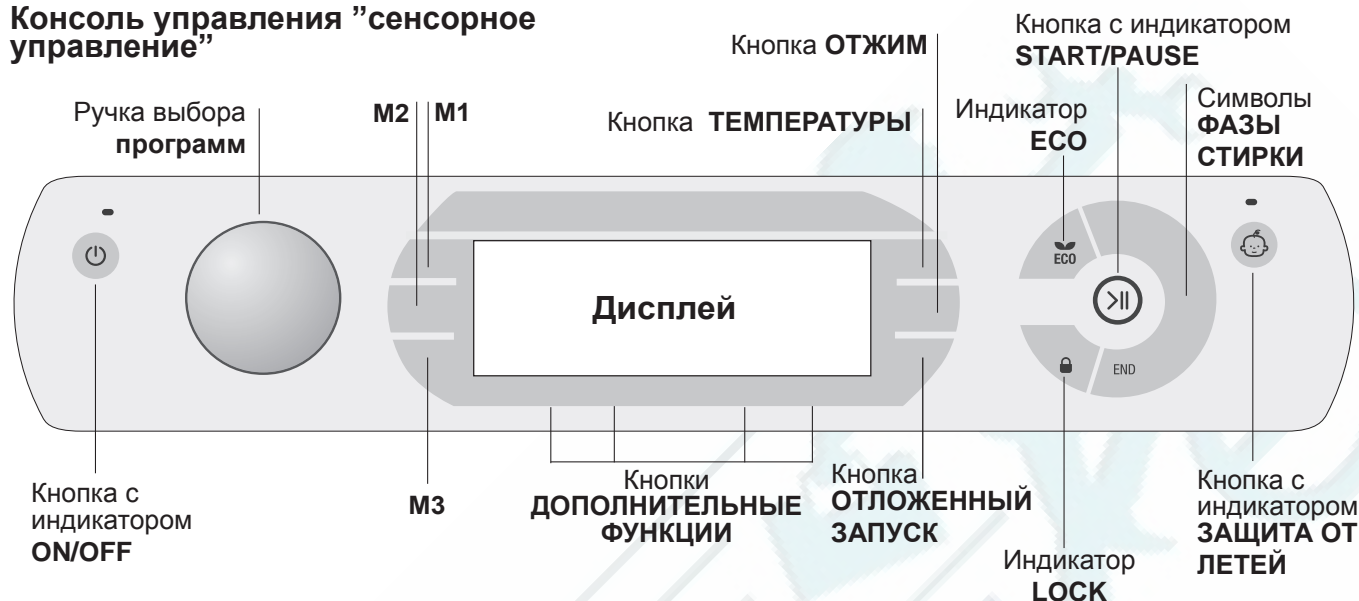 Консоль управления ”сенсорное
управление”
Ручка выбора
программ
M2
M1
Кнопка ОТЖИМ
Кнопка ТЕМПЕРАТУРЫ
Кнопка с индикатором
START/PAUSE
Индикатор
ECO
Символы
ФАЗЫ
СТИРКИ
ECO
Дисплей
END
Кнопка с
индикатором
ON/OFF
M3
Кнопки
ДОПОЛНИТЕЛЬНЫЕ
ФУНКЦИИ
Кнопка
ОТЛОЖЕННЫЙ
ЗАПУСК
Индикатор
LOCK
Кнопка с
индикатором
ЗАЩИТА ОТ
ЛЕТЕЙ